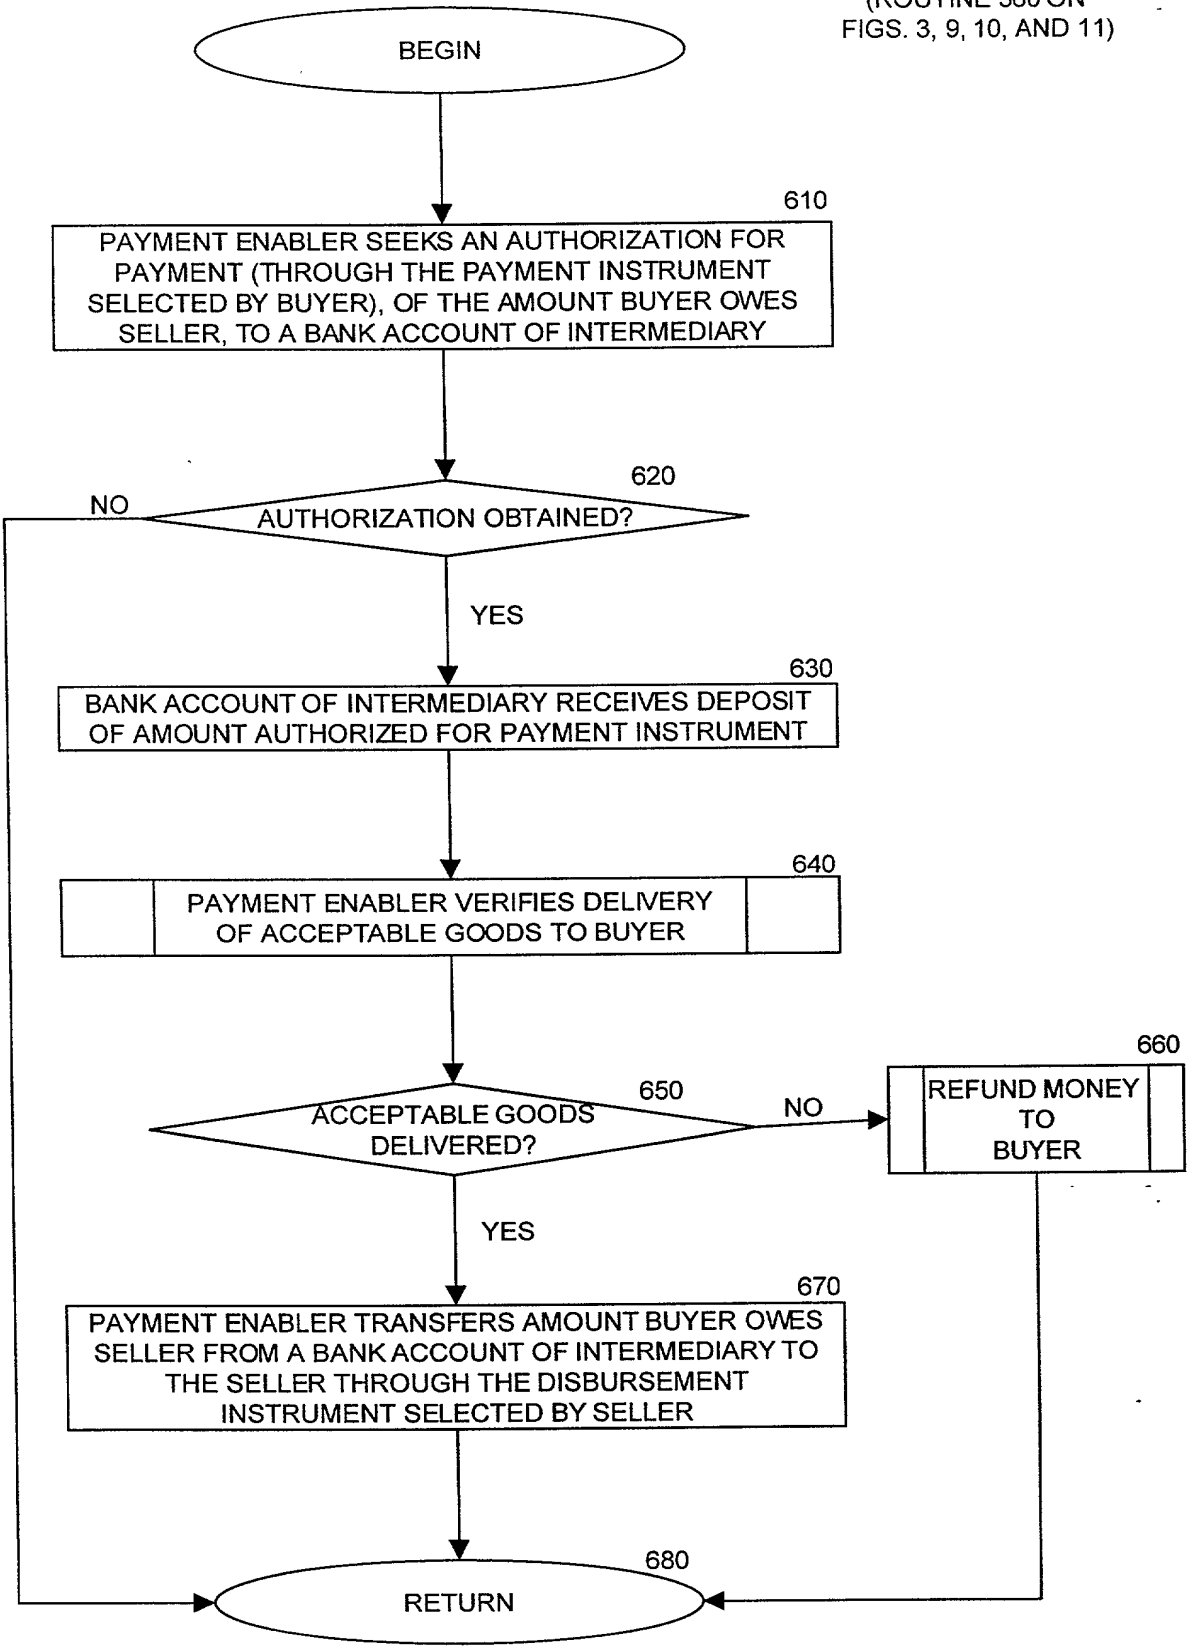 FIGS. 3, 9, 10, AND 11)
BEGIN
610
PAYMENT ENABLER SEEKS AN AUTHORIZATION FOR
PAYMENT (THROUGH THE PAYMENT INSTRUMENT
SELECTED BY BUYER), OF THE AMOUNT BUYER OWES
SELLER, TO A BANK ACCOUNT OF INTERMEDIARY
620
NO
AUTHORIZATION OBTAINED?
YES
630
BANK ACCOUNT OF INTERMEDIARY RECEIVES DEPOSIT
OF AMOUNT AUTHORIZED FOR PAYMENT INSTRUMENT
640
PAYMENT ENABLER VERIFIES DELIVERY
OF ACCEPTABLE GOODS TO BUYER
650
ACCEPTABLE GOODS
DELIVERED?
NO
660
REFUND MONEY
TO
BUYER
YES
670
PAYMENT ENABLER TRANSFERS AMOUNT BUYER OWES
SELLER FROM A BANK ACCOUNT OF INTERMEDIARY TO
THE SELLER THROUGH THE DISBURSEMENT
INSTRUMENT SELECTED BY SELLER
680
RETURN